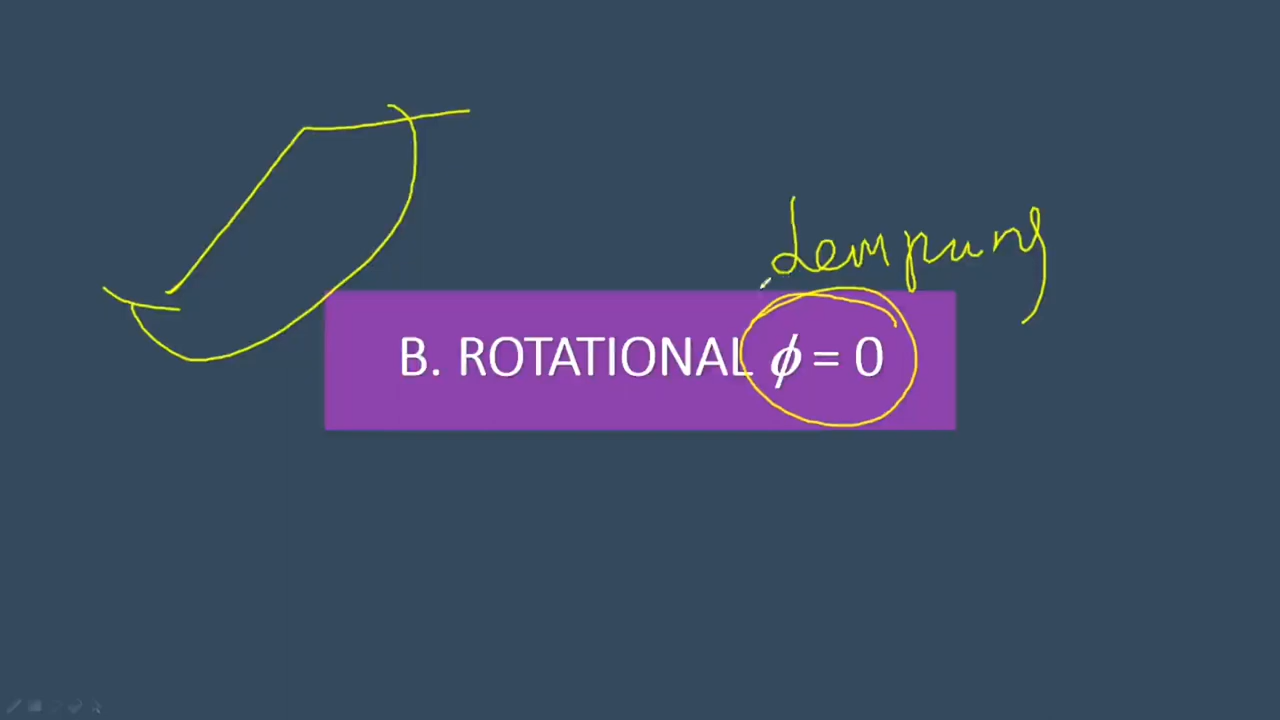 Lempung
B. ROTATIONAL ϕ = 0